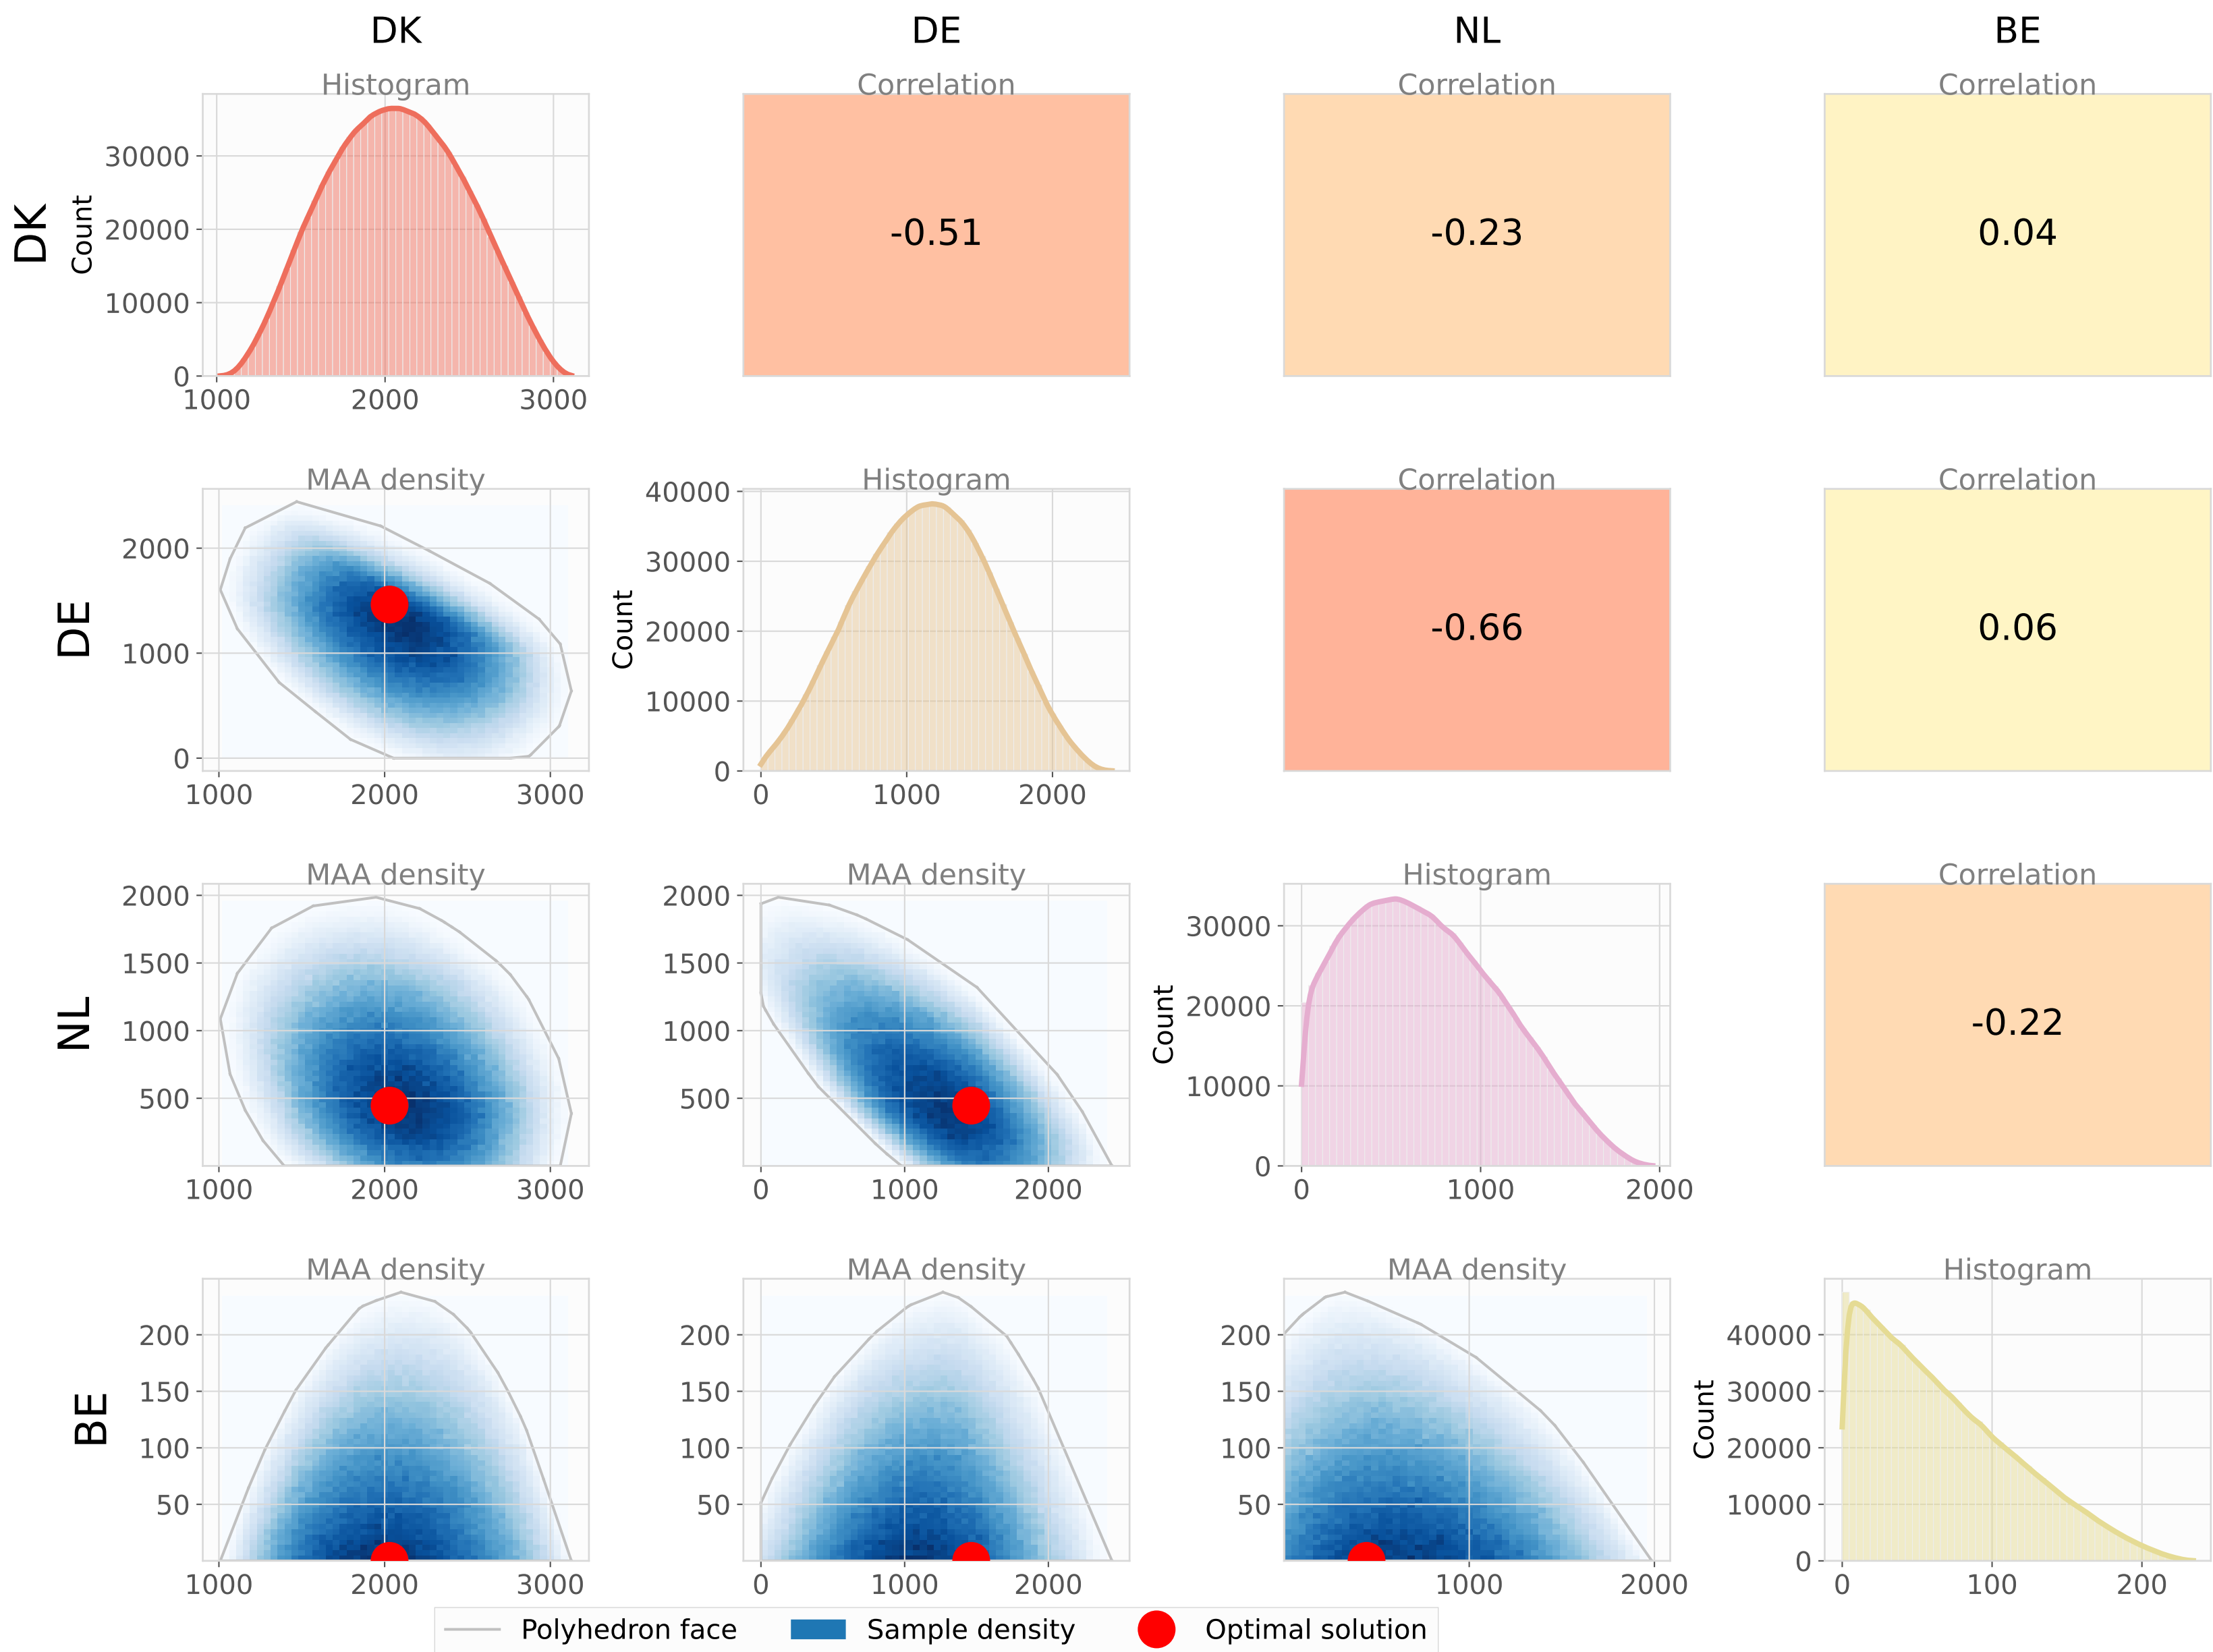 DK DE NL BE
Histogram Correlation Correlation Correlation
DK
Count
30000
20000
10000
0
1000 2000 3000
-0.51
-0.23
0.04
MAA density Histogram Correlation Correlation
DE
2000
1000
0
1000 2000 3000
Count
40000
30000
20000
10000
0
0 1000 2000
-0.66
0.06
MAA density MAA density Histogram Correlation
NL
2000
1500
1000
500
1000 2000 3000
2000
1500
1000
500
0 1000 2000
Count
30000
20000
10000
0
0 1000 2000
-0.22
MAA density MAA density MAA density Histogram
BE
200
150
100
50
1000 2000 3000
200
150
100
50
0 1000 2000
200
150
100
50
1000 2000
Count
40000
30000
20000
10000
0
0 100 200
Polyhedron face Sample density Optimal solution